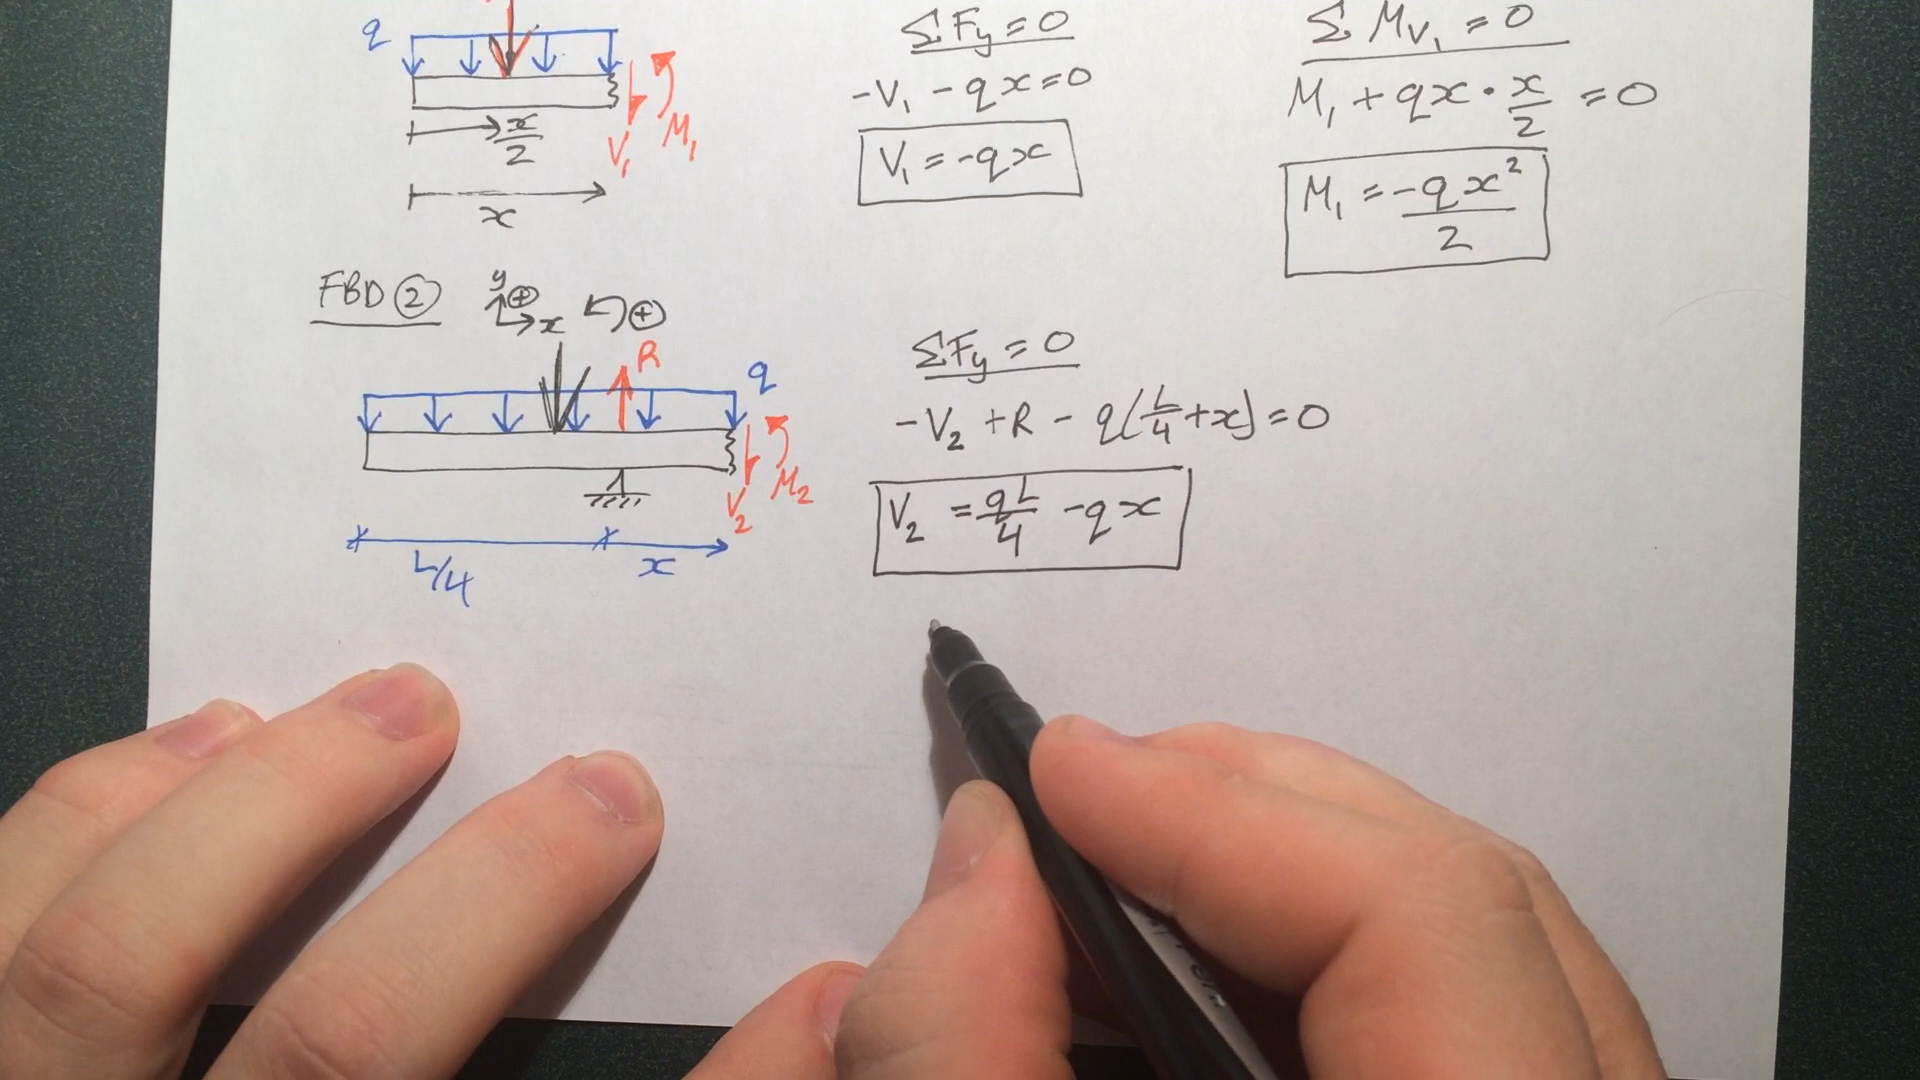 q
x/2
x
V₁
M₁
ΣFy = 0
-V₁ - qx = 0
V₁ = -qx
ΣM_V₁ = 0
M₁ + qx · x/2 = 0
M₁ = -qx²/2
FBD ②
y ⊕ x ⊕
R
q
V₂
M₂
L/4
x
ΣFy = 0
-V₂ + R - q(L/4 + x) = 0
V₂ = qL/4 - qx